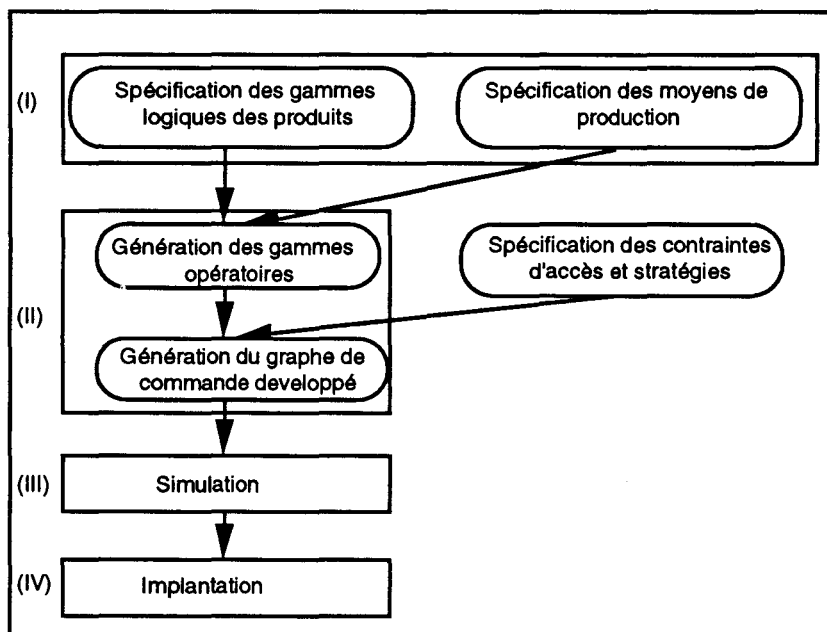 (I)
Spécification des gammes
logiques des produits
Spécification des moyens de
production
(II)
Génération des gammes
opératoires
Spécification des contraintes
d'accès et stratégies
Génération du graphe de
commande developpé
(III)
Simulation
(IV)
Implantation